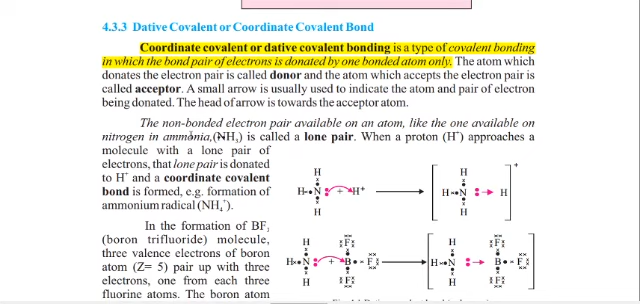 4.3.3 Dative Covalent or Coordinate Covalent Bond
Coordinate covalent or dative covalent bonding is a type of covalent bonding
in which the bond pair of electrons is donated by one bonded atom only. The atom which
donates the electron pair is called donor and the atom which accepts the electron pair is
called acceptor. A small arrow is usually used to indicate the atom and pair of electron
being donated. The head of arrow is towards the acceptor atom.
The non-bonded electron pair available on an atom, like the one available on
nitrogen in ammonia,(NH₃) is called a lone pair. When a proton (H⁺) approaches a
molecule with a lone pair of
electrons, that lone pair is donated
to H⁺ and a coordinate covalent
bond is formed, e.g. formation of
ammonium radical (NH₄⁺).
In the formation of BF₃
(boron trifluoride) molecule,
three valence electrons of boron
atom (Z= 5) pair up with three
electrons, one from each three
fluorine atoms. The boron atom
H H +
H N + H⁺ H N H
H H
H F H F
H N + B F H N B F
H F H F